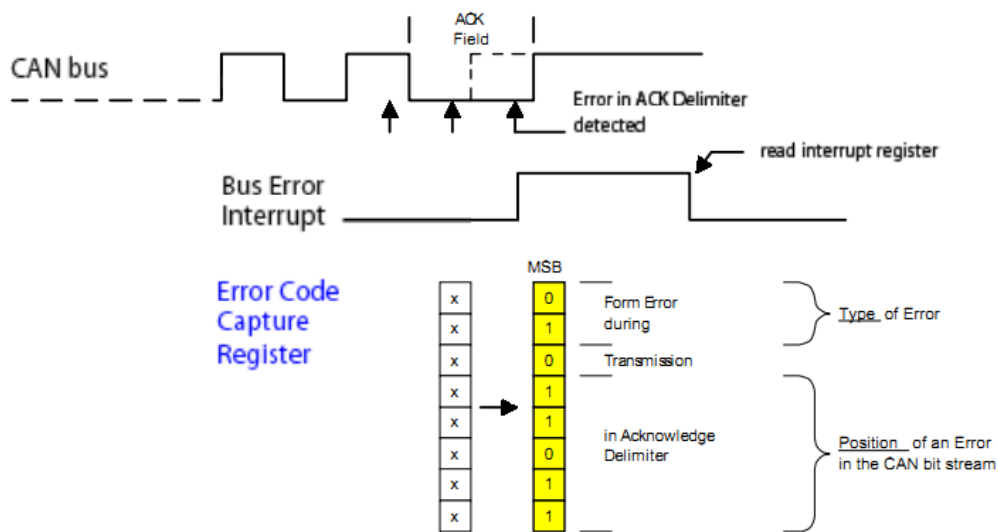 ACK
Field
CAN bus
Error in ACK Delimiter
detected
read interrupt register
Bus Error
Interrupt
MSB
Error Code
Capture
Register
x
x
x
x
x
x
x
x
0
1
0
1
1
0
1
1
Form Error
during
Transmission
in Acknowledge
Delimiter
Type of Error
Position of an Error
in the CAN bit stream